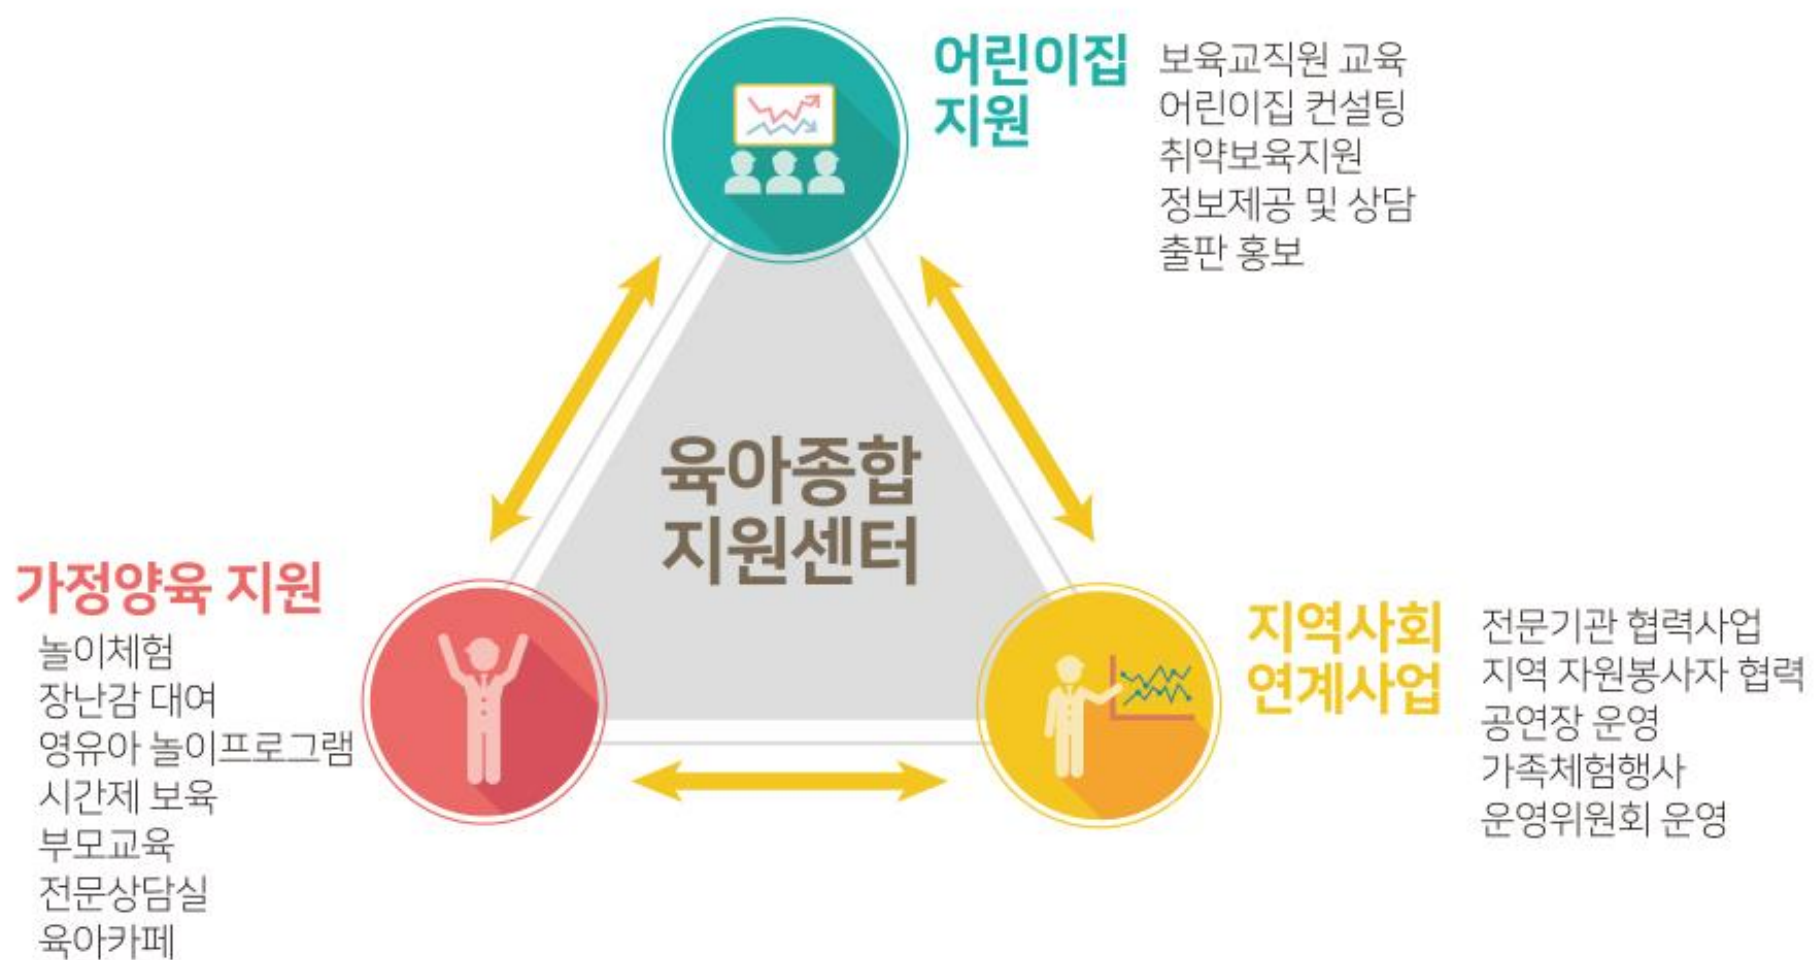 어린이집
지원
보육교직원 교육
어린이집 컨설팅
취약보육지원
정보제공 및 상담
출판 홍보
육아종합
지원센터
가정양육 지원
놀이체험
장난감 대여
영유아 놀이프로그램
시간제 보육
부모교육
전문상담실
육아카페
지역사회
연계사업
전문기관 협력사업
지역 자원봉사자 협력
공연장 운영
가족체험행사
운영위원회 운영